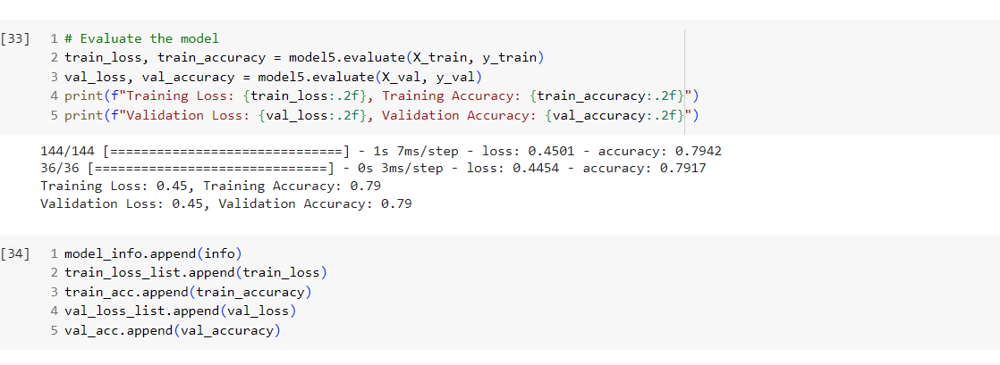 [33] 1 # Evaluate the model
2 train_loss, train_accuracy = model5.evaluate(X_train, y_train)
3 val_loss, val_accuracy = model5.evaluate(X_val, y_val)
4 print(f"Training Loss: {train_loss:.2f}, Training Accuracy: {train_accuracy:.2f}")
5 print(f"Validation Loss: {val_loss:.2f}, Validation Accuracy: {val_accuracy:.2f}")
144/144 [==============================] - 1s 7ms/step - loss: 0.4501 - accuracy: 0.7942
36/36 [==============================] - 0s 3ms/step - loss: 0.4454 - accuracy: 0.7917
Training Loss: 0.45, Training Accuracy: 0.79
Validation Loss: 0.45, Validation Accuracy: 0.79
[34] 1 model_info.append(info)
2 train_loss_list.append(train_loss)
3 train_acc.append(train_accuracy)
4 val_loss_list.append(val_loss)
5 val_acc.append(val_accuracy)